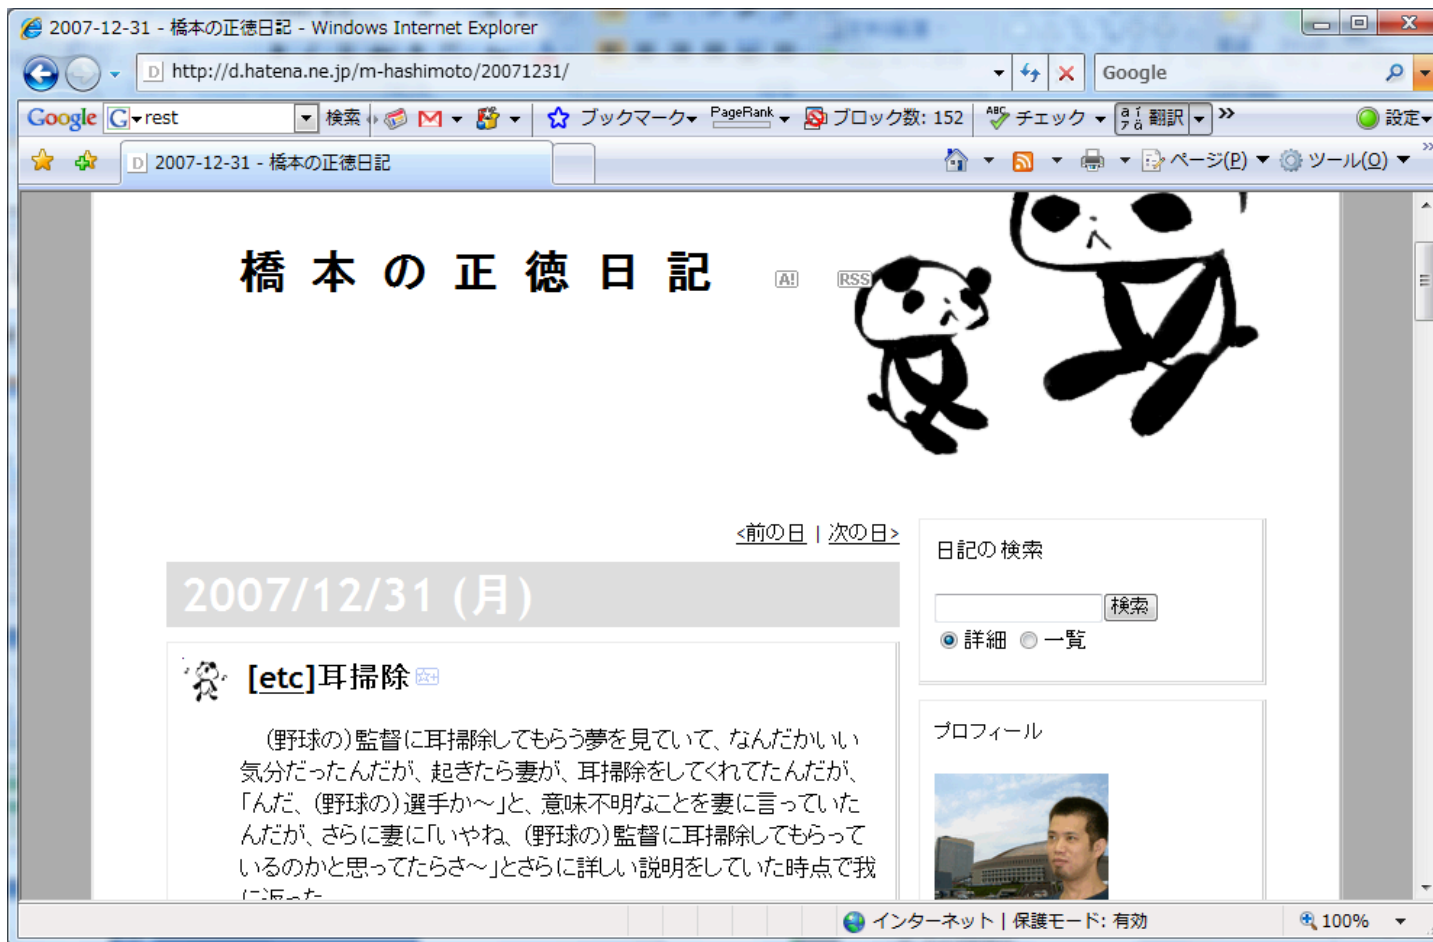 2007-12-31 - 橋本の正徳日記 - Windows Internet Explorer
http://d.hatena.ne.jp/m-hashimoto/20071231/
Google
Google G rest 検索 ブックマーク PageRank ブロック数: 152 ABC チェック 翻訳 » 設定
2007-12-31 - 橋本の正徳日記
ページ(P) ツール(O) »
橋本の正徳日記 A! RSS
<前の日 | 次の日>
2007/12/31 (月)
[etc]耳掃除
(野球の)監督に耳掃除してもらう夢を見ていて、なんだかいい
気分だったんだが、起きたら妻が、耳掃除をしてくれてたんだが、
「んだ、(野球の)選手か～」と、意味不明なことを妻に言っていた
んだが、さらに妻に「いやね、(野球の)監督に耳掃除してもらって
いるのかと思ってたらさ～」とさらに詳しい説明をしていた時点で我
に返った
日記の検索
検索
詳細 一覧
プロフィール
インターネット | 保護モード: 有効
100%